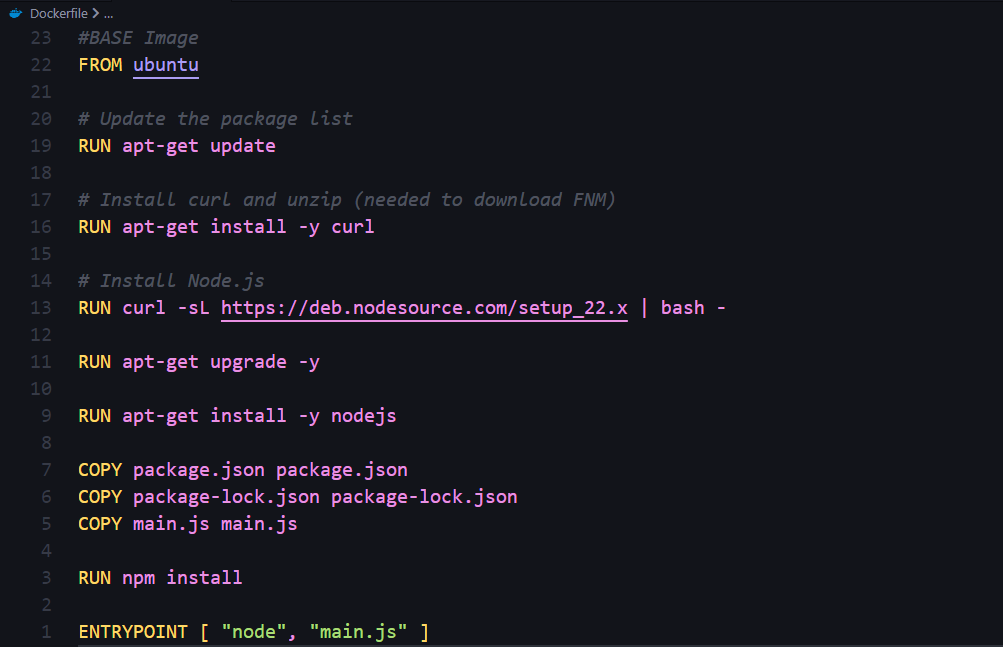 Dockerfile > ...
23 #BASE Image
22 FROM ubuntu
21
20 # Update the package list
19 RUN apt-get update
18
17 # Install curl and unzip (needed to download FNM)
16 RUN apt-get install -y curl
15
14 # Install Node.js
13 RUN curl -sL https://deb.nodesource.com/setup_22.x | bash -
12
11 RUN apt-get upgrade -y
10
9 RUN apt-get install -y nodejs
8
7 COPY package.json package.json
6 COPY package-lock.json package-lock.json
5 COPY main.js main.js
4
3 RUN npm install
2
1 ENTRYPOINT [ "node", "main.js" ]